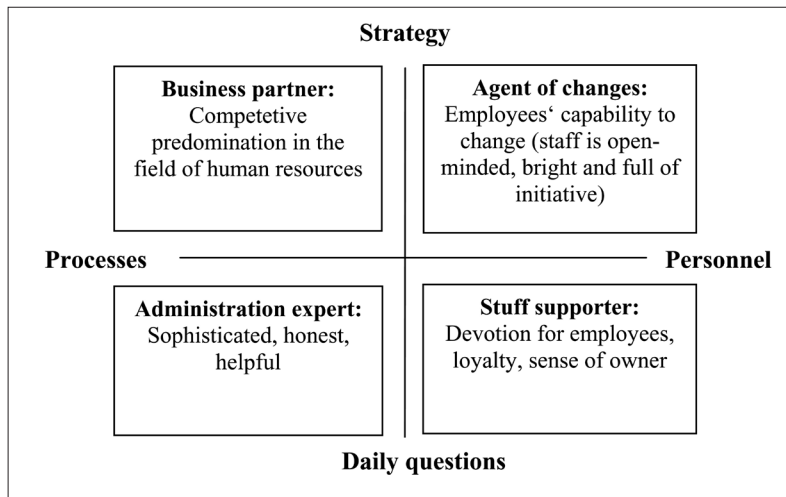 Strategy
Business partner:
Competetive
predomination in the
field of human resources
Agent of changes:
Employees‘ capability to
change (staff is open-
minded, bright and full of
initiative)
Processes
Personnel
Administration expert:
Sophisticated, honest,
helpful
Stuff supporter:
Devotion for employees,
loyalty, sense of owner
Daily questions